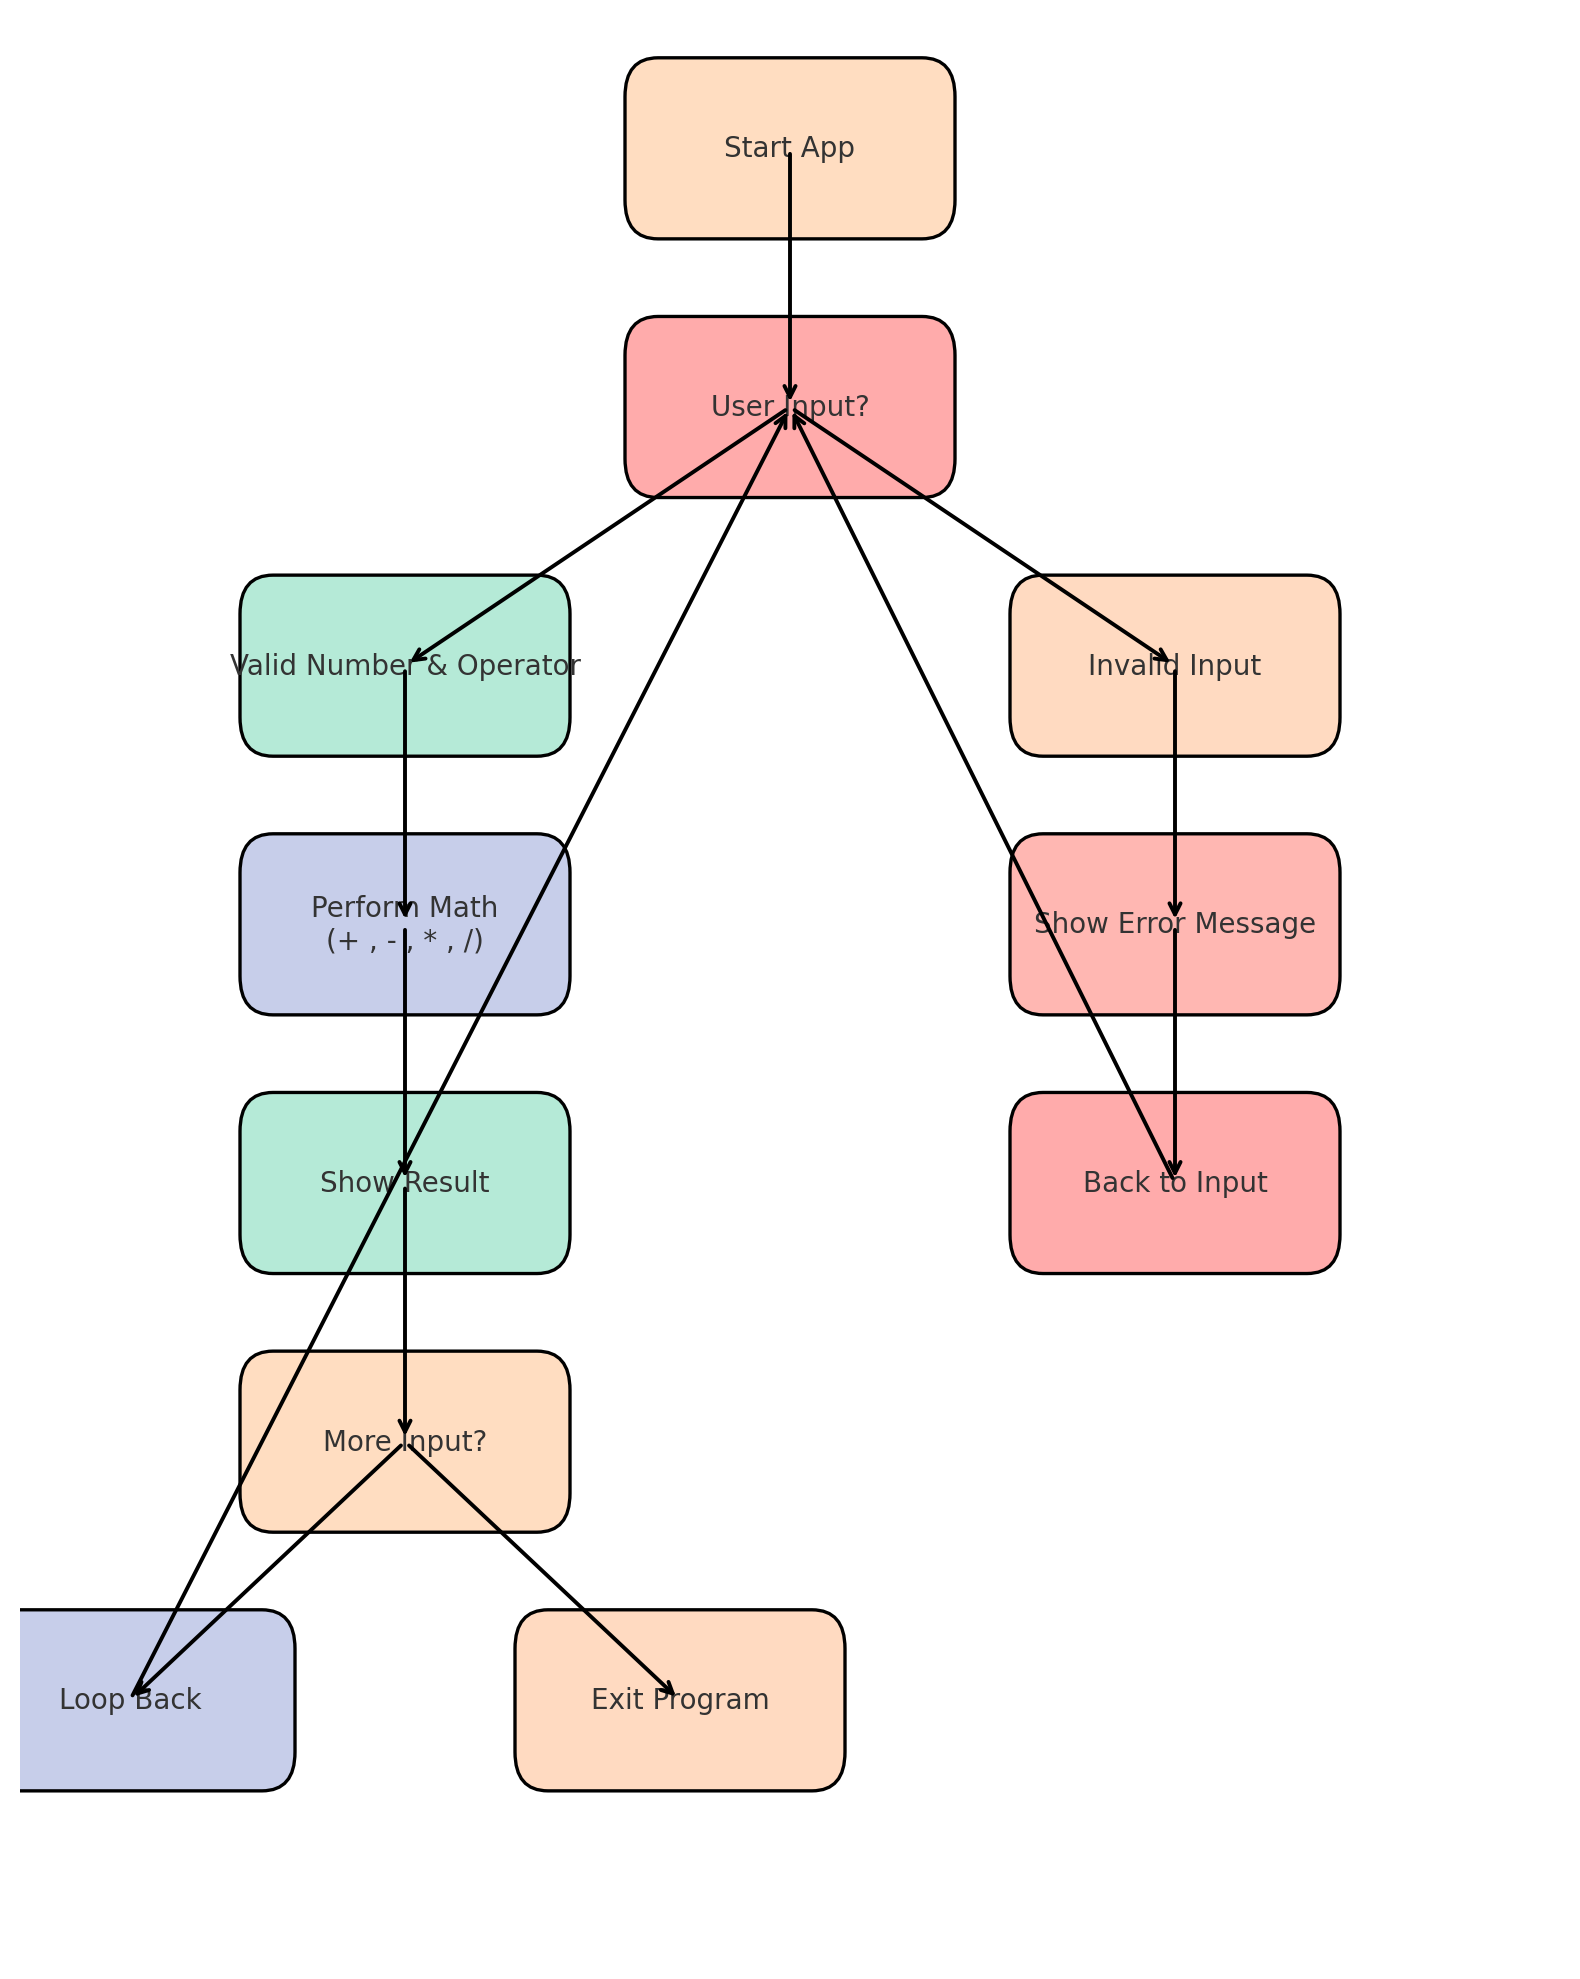 Start App
User Input?
Valid Number & Operator
Invalid Input
Perform Math
(+ , - , * , /)
Show Error Message
Show Result
Back to Input
More Input?
Loop Back
Exit Program